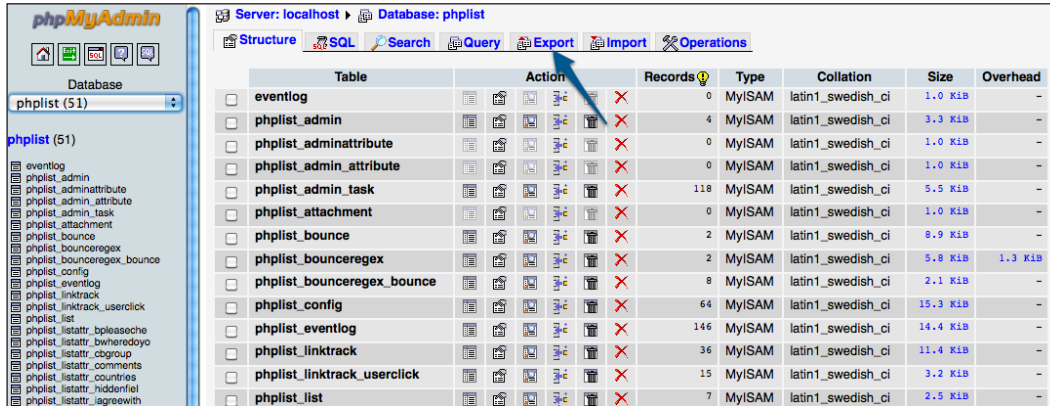 phpMyAdmin
SQL
Database
phplist (51)
phplist (51)
eventlog
phplist_admin
phplist_adminattribute
phplist_admin_attribute
phplist_admin_task
phplist_attachment
phplist_bounce
phplist_bounceregex
phplist_bounceregex_bounce
phplist_config
phplist_eventlog
phplist_linktrack
phplist_linktrack_userclick
phplist_list
phplist_listattr_bpleaseche
phplist_listattr_bwheredoyo
phplist_listattr_cbgroup
phplist_listattr_comments
phplist_listattr_countries
phplist_listattr_hiddenfiel
phplist_listattr_iagreewith
Server: localhost Database: phplist
Structure SQL Search Query Export Import Operations
Table Action Records Type Collation Size Overhead
eventlog 0 MyISAM latin1_swedish_ci 1.0 KiB -
phplist_admin 4 MyISAM latin1_swedish_ci 3.3 KiB -
phplist_adminattribute 0 MyISAM latin1_swedish_ci 1.0 KiB -
phplist_admin_attribute 0 MyISAM latin1_swedish_ci 1.0 KiB -
phplist_admin_task 118 MyISAM latin1_swedish_ci 5.5 KiB -
phplist_attachment 0 MyISAM latin1_swedish_ci 1.0 KiB -
phplist_bounce 2 MyISAM latin1_swedish_ci 8.9 KiB -
phplist_bounceregex 2 MyISAM latin1_swedish_ci 5.8 KiB 1.3 KiB
phplist_bounceregex_bounce 8 MyISAM latin1_swedish_ci 2.1 KiB -
phplist_config 64 MyISAM latin1_swedish_ci 15.3 KiB -
phplist_eventlog 146 MyISAM latin1_swedish_ci 14.4 KiB -
phplist_linktrack 36 MyISAM latin1_swedish_ci 11.4 KiB -
phplist_linktrack_userclick 15 MyISAM latin1_swedish_ci 3.2 KiB -
phplist_list 7 MyISAM latin1_swedish_ci 2.5 KiB -